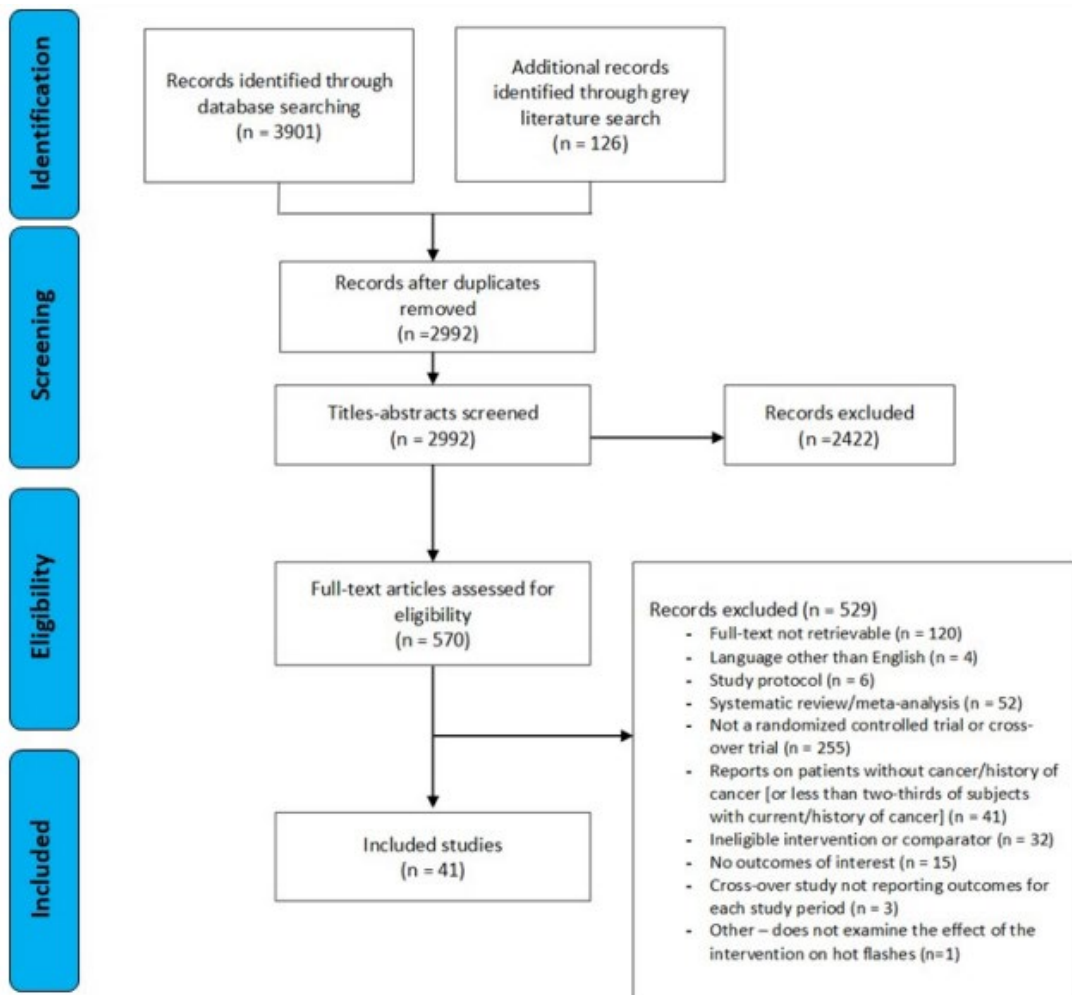 Identification
Records identified through
database searching
(n = 3901)
Additional records
identified through grey
literature search
(n = 126)
Screening
Records after duplicates
removed
(n =2992)
Titles-abstracts screened
(n = 2992)
Records excluded
(n =2422)
Eligibility
Full-text articles assessed for
eligibility
(n = 570)
Records excluded (n = 529)
- Full-text not retrievable (n = 120)
- Language other than English (n = 4)
- Study protocol (n = 6)
- Systematic review/meta-analysis (n = 52)
- Not a randomized controlled trial or cross-
over trial (n = 255)
- Reports on patients without cancer/history of
cancer [or less than two-thirds of subjects
with current/history of cancer] (n = 41)
- Ineligible intervention or comparator (n = 32)
- No outcomes of interest (n = 15)
- Cross-over study not reporting outcomes for
each study period (n = 3)
- Other – does not examine the effect of the
intervention on hot flashes (n=1)
Included
Included studies
(n = 41)